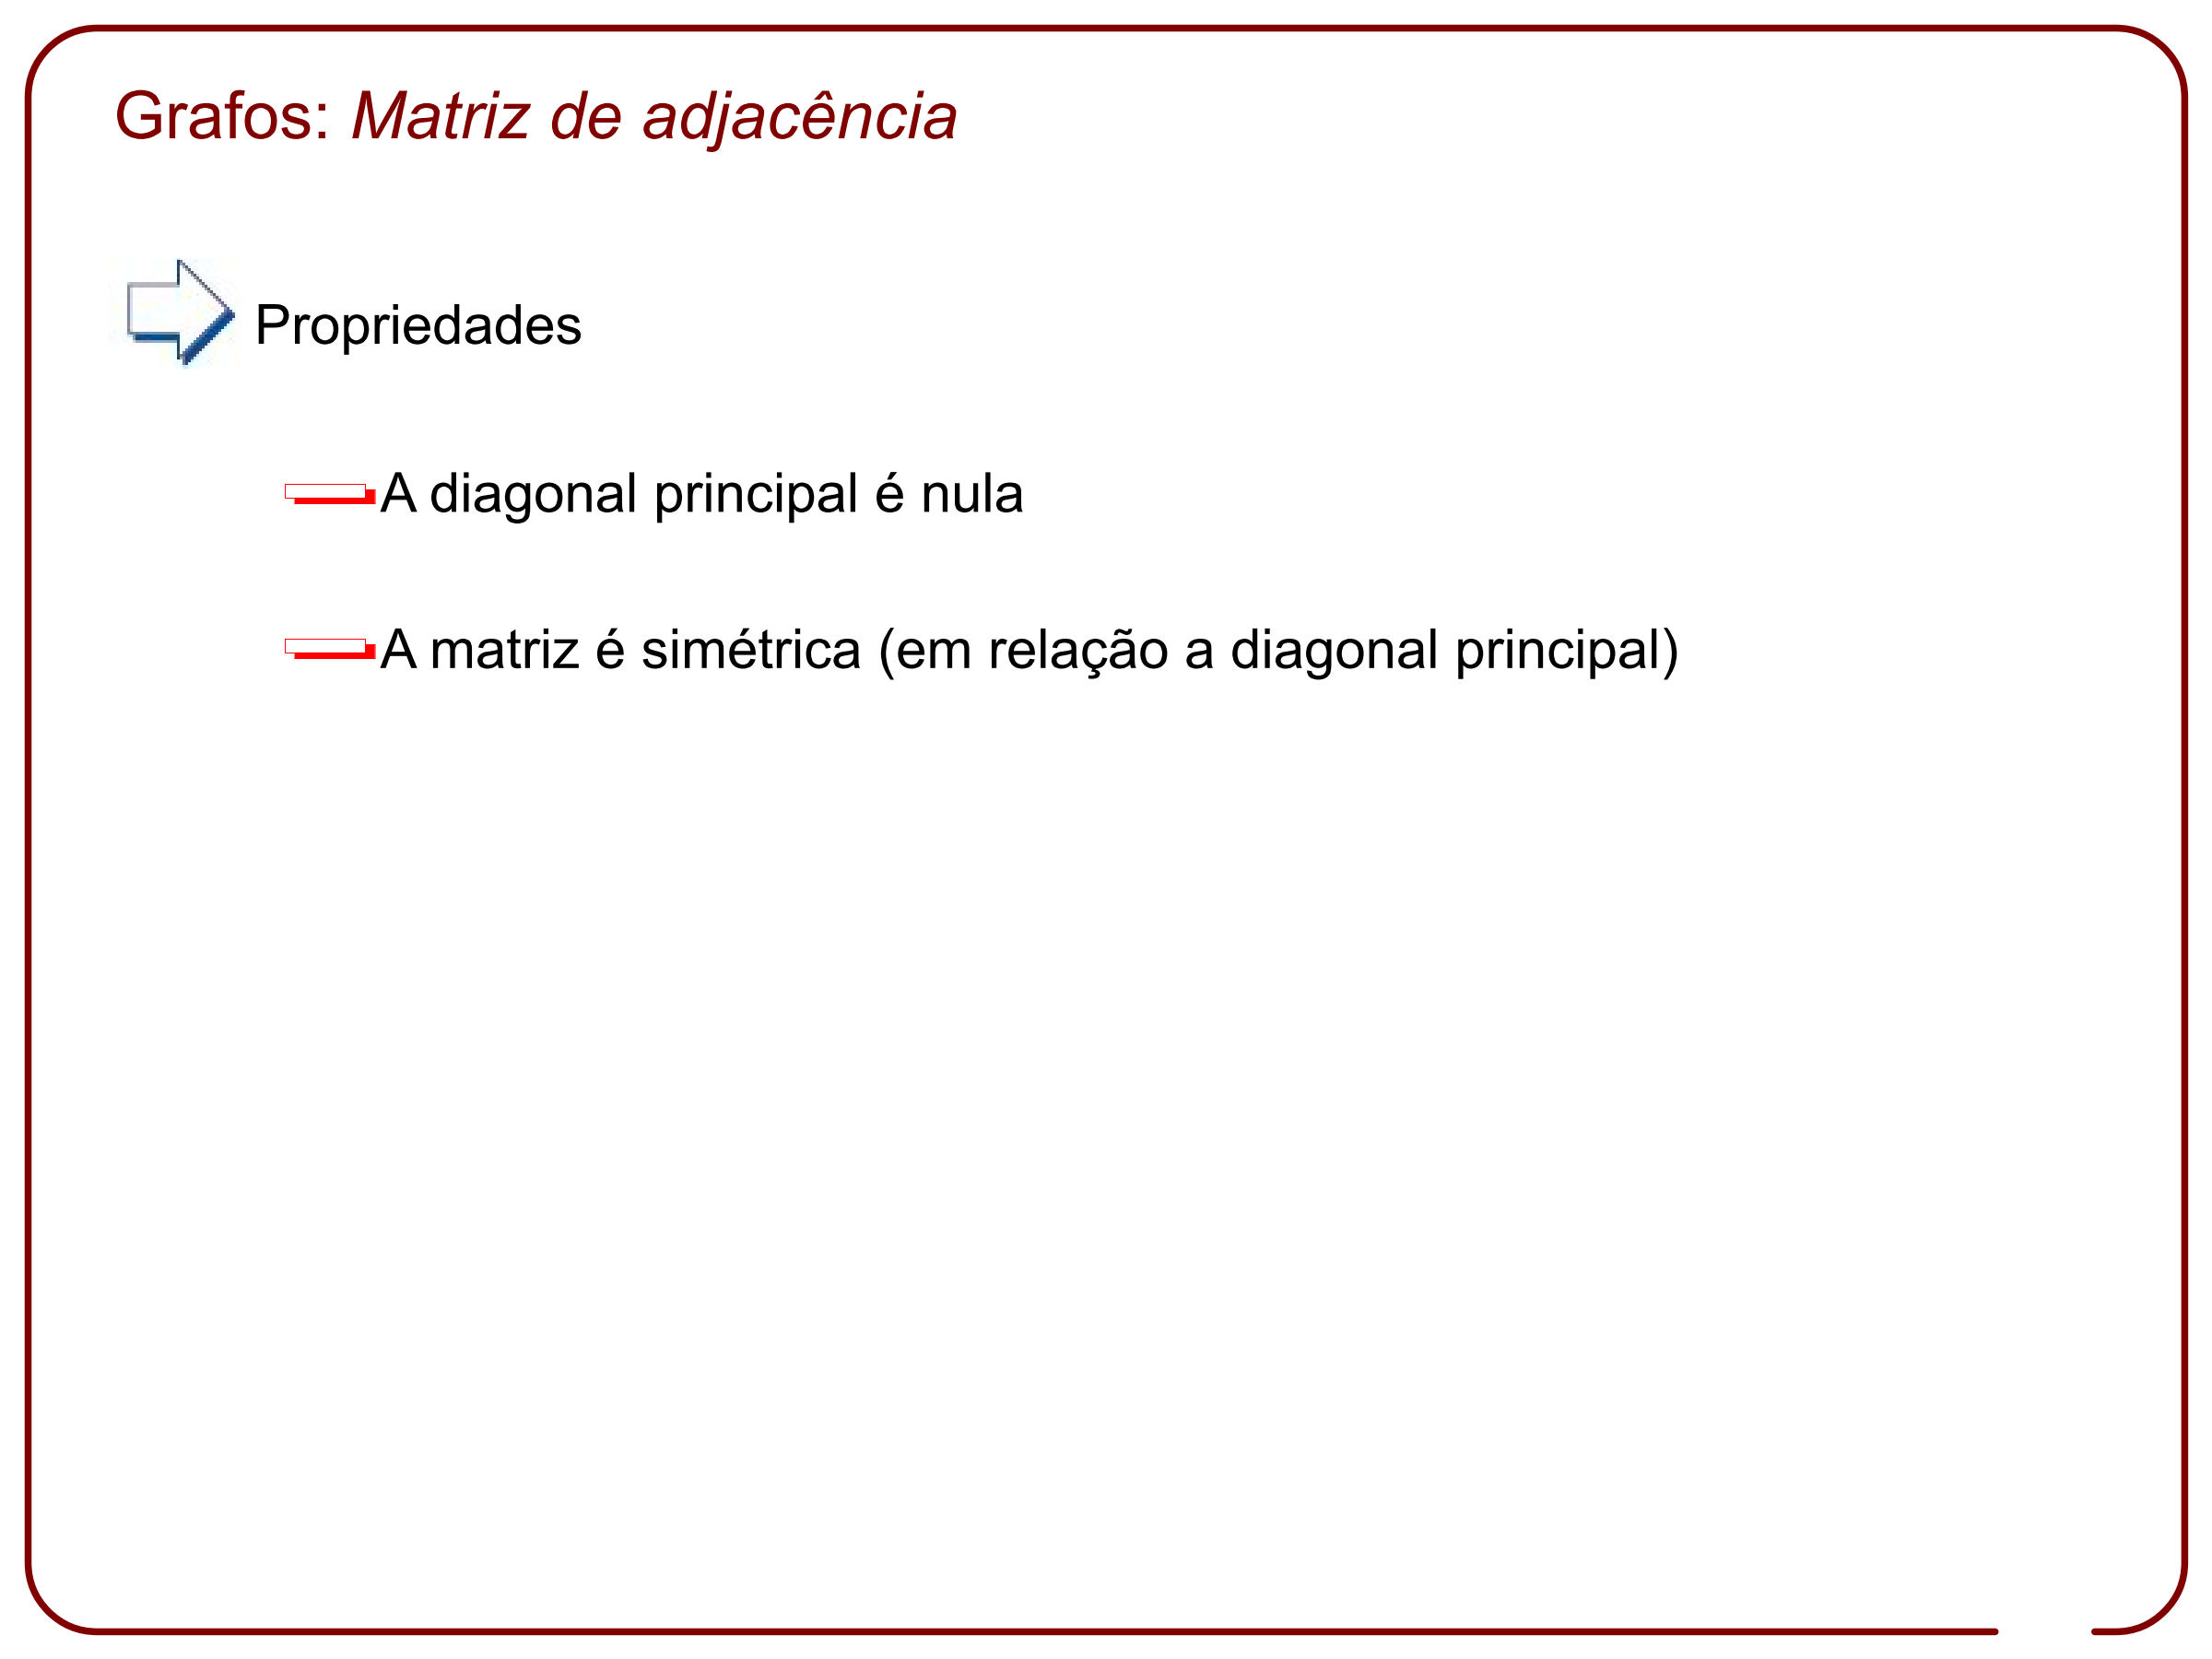 Grafos: Matriz de adjacência
Propriedades
A diagonal principal é nula
A matriz é simétrica (em relação a diagonal principal)